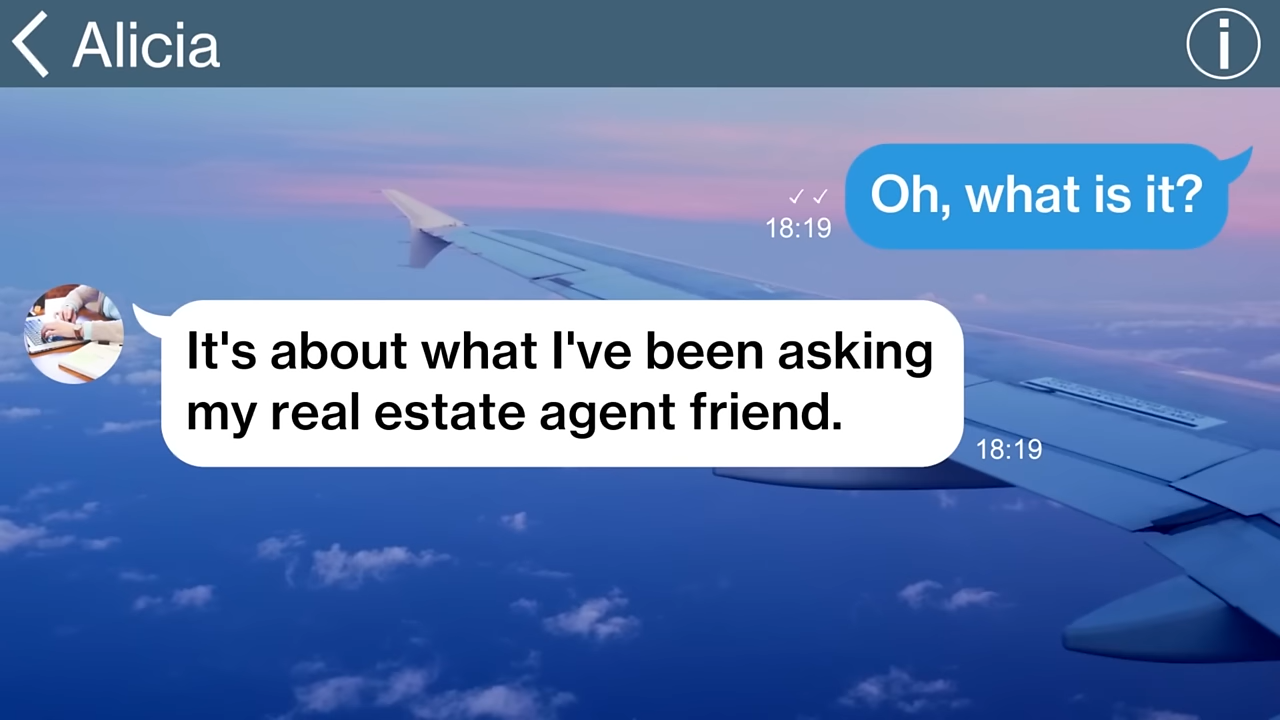 Alicia
Oh, what is it?
18:19
It's about what I've been asking
my real estate agent friend.
18:19